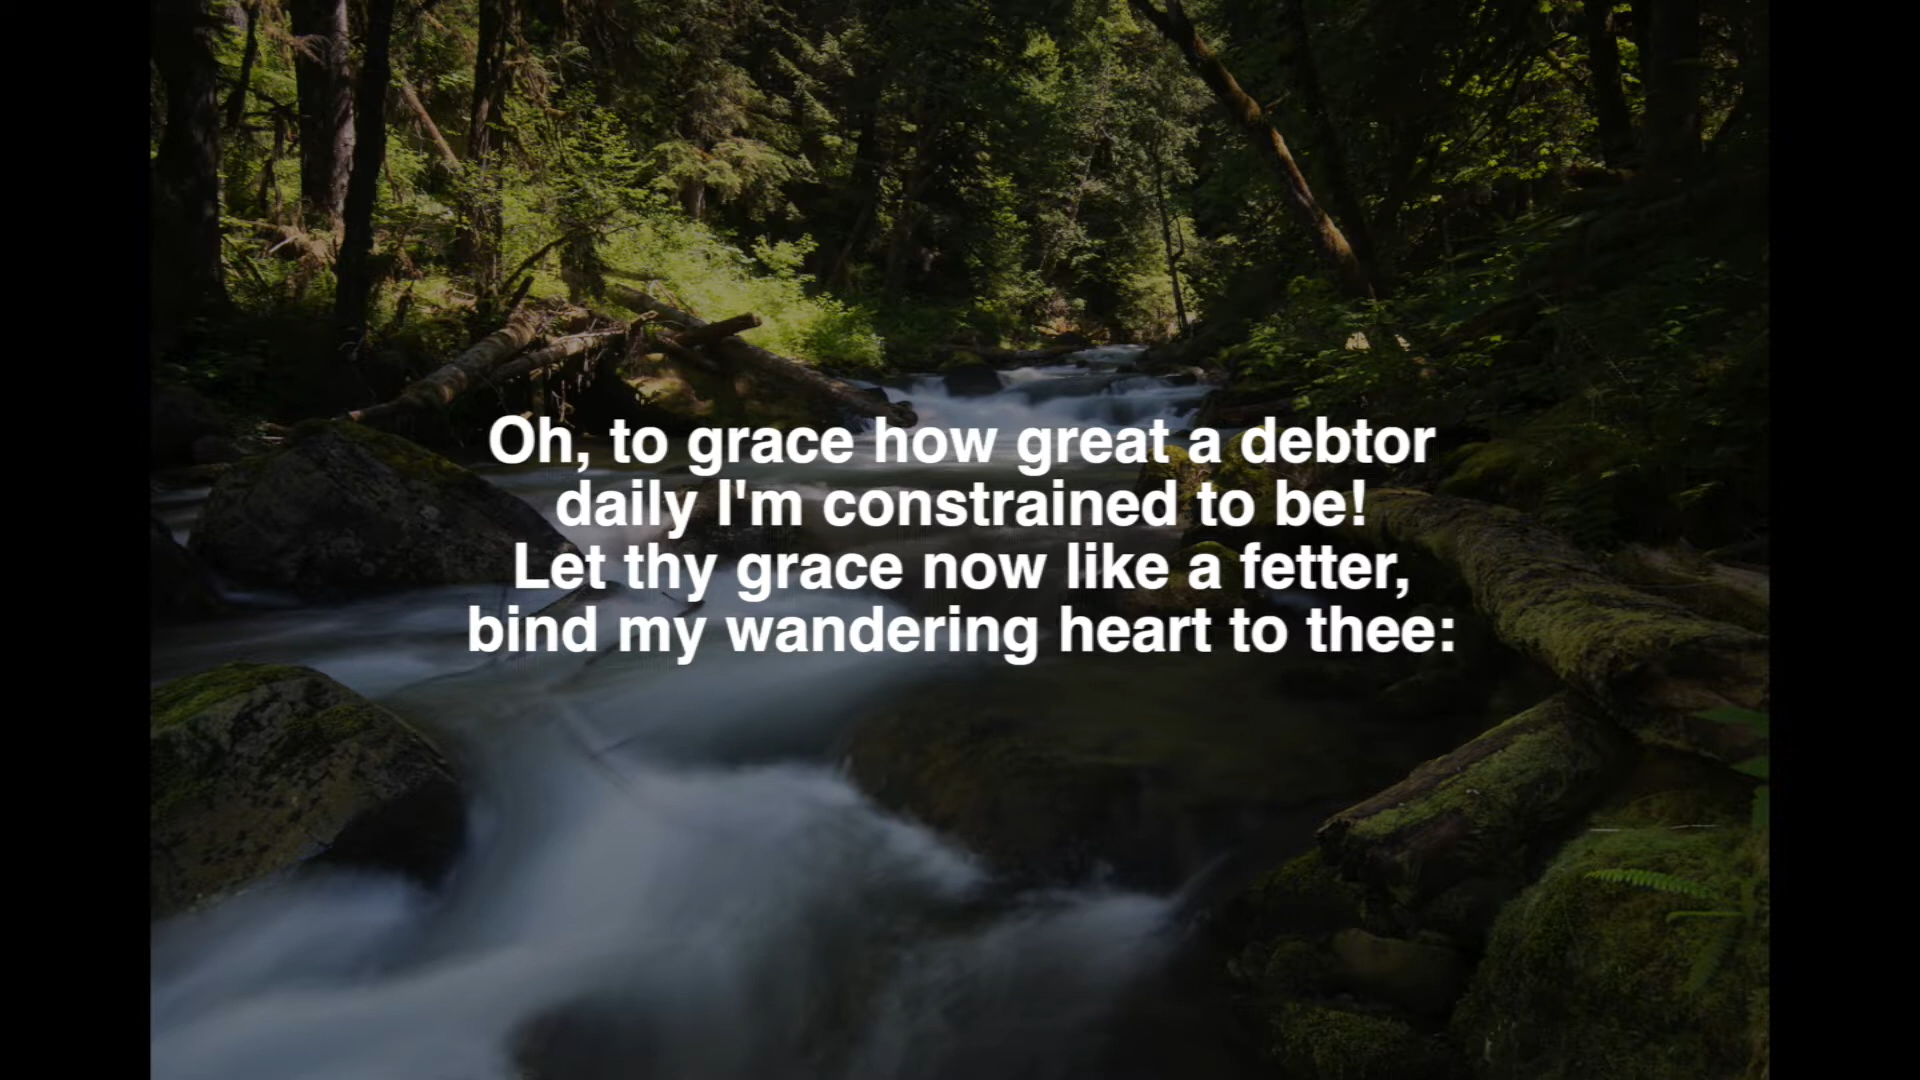 Oh, to grace how great a debtor
daily I'm constrained to be!
Let thy grace now like a fetter,
bind my wandering heart to thee: